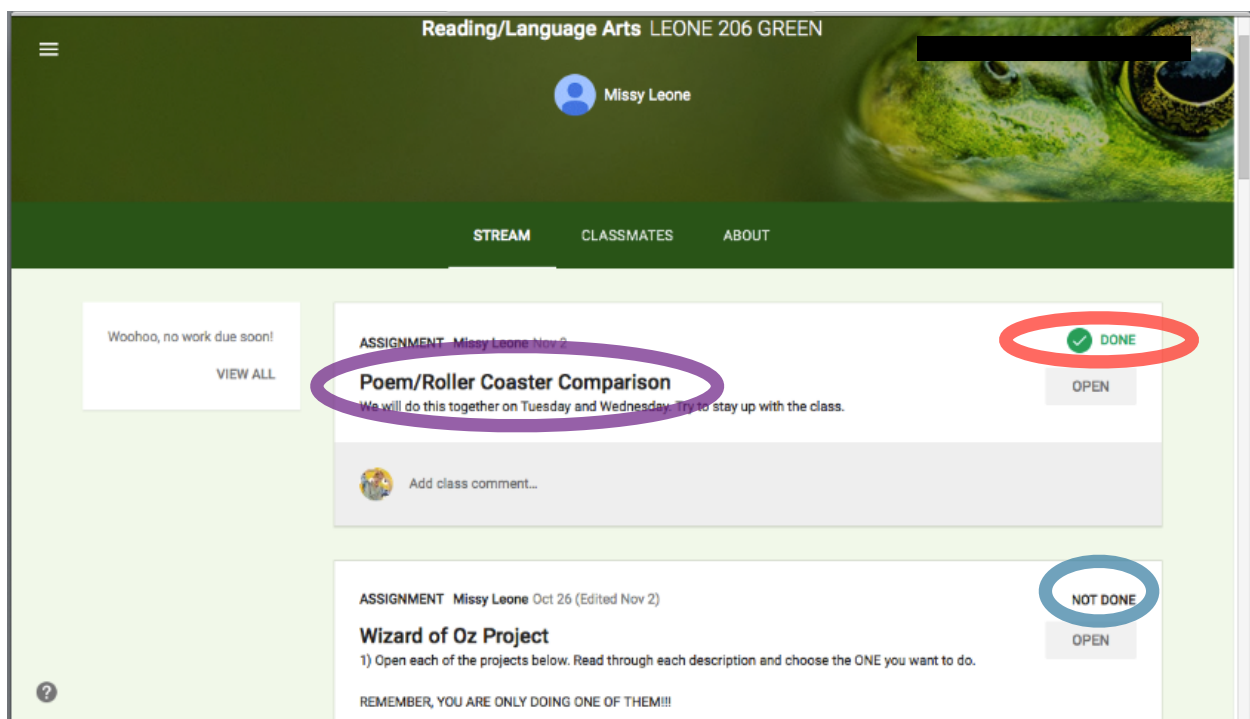 Reading/Language Arts LEONE 206 GREEN
Missy Leone
STREAM CLASSMATES ABOUT
Woohoo, no work due soon!
VIEW ALL
ASSIGNMENT Missy Leone Nov 2
DONE
Poem/Roller Coaster Comparison
OPEN
We will do this together on Tuesday and Wednesday. Try to stay up with the class.
Add class comment...
ASSIGNMENT Missy Leone Oct 26 (Edited Nov 2)
NOT DONE
Wizard of Oz Project
OPEN
1) Open each of the projects below. Read through each description and choose the ONE you want to do.
REMEMBER, YOU ARE ONLY DOING ONE OF THEM!!!
?